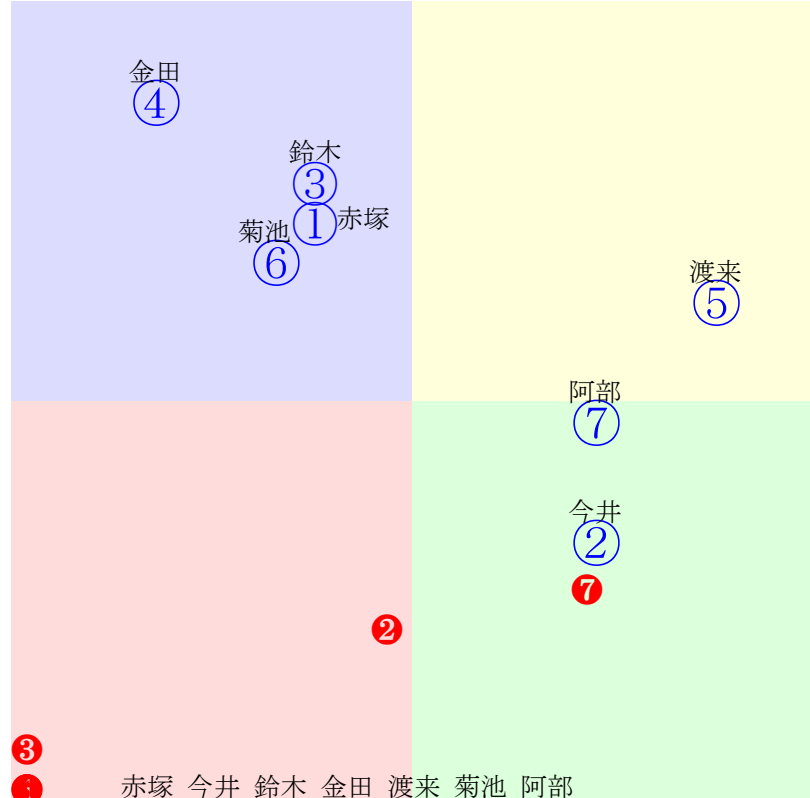 金田
④
鈴木
③
①赤塚
菊池
⑥
渡来
⑤
阿部
⑦
今井
②
❼
❷
❸
赤塚 今井 鈴木 金田 渡来 菊池 阿部